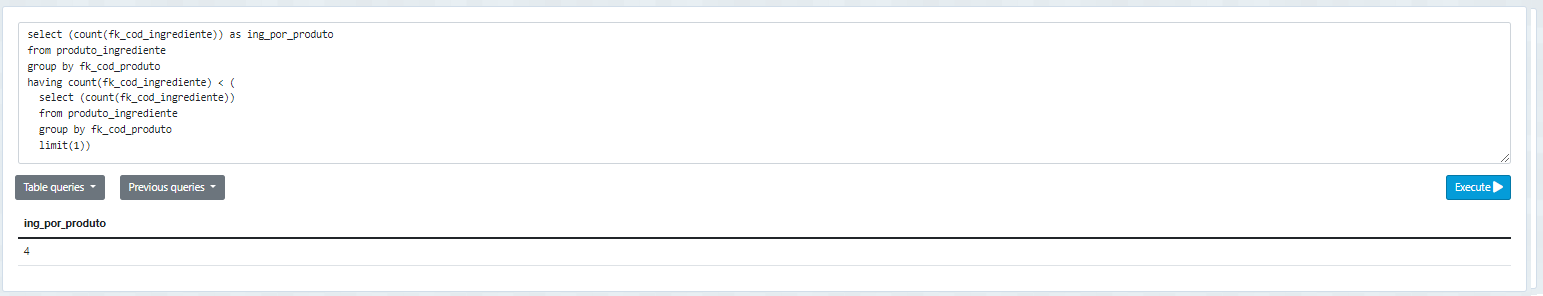 select (count(fk_cod_ingrediente)) as ing_por_produto
from produto_ingrediente
group by fk_cod_produto
having count(fk_cod_ingrediente) < (
  select (count(fk_cod_ingrediente))
  from produto_ingrediente
  group by fk_cod_produto
  limit(1))
Table queries
Previous queries
Execute
ing_por_produto
4